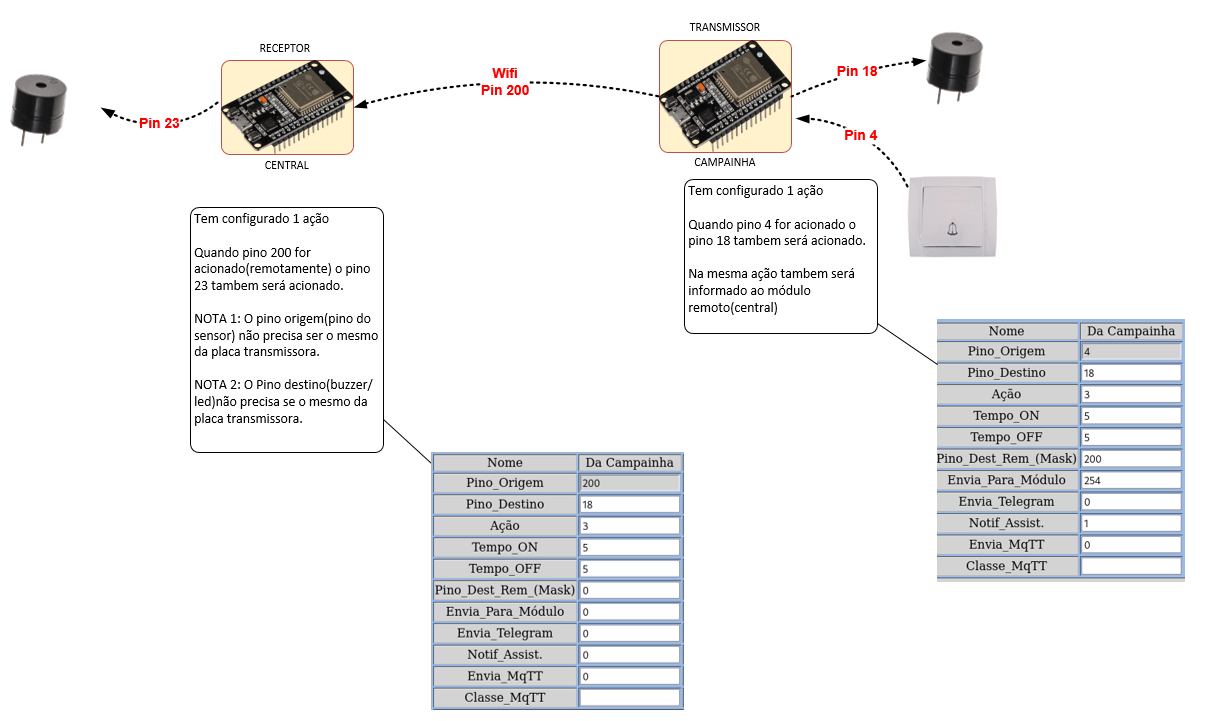 TRANSMISSOR
RECEPTOR
Wifi
Pin 200
Pin 18
Pin 23
Pin 4
CENTRAL
CAMPAINHA
Tem configurado 1 ação
Quando pino 200 for
acionado(remotamente) o pino
23 tambem será acionado.
NOTA 1: O pino origem(pino do
sensor) não precisa ser o mesmo
da placa transmissora.
NOTA 2: O Pino destino(buzzer/
led)não precisa se o mesmo da
placa transmissora.
Tem configurado 1 ação
Quando pino 4 for acionado o
pino 18 tambem será acionado.
Na mesma ação tambem será
informado ao módulo
remoto(central)
Nome Da Campainha
Pino_Origem 4
Pino_Destino 18
Ação 3
Tempo_ON 5
Tempo_OFF 5
Pino_Dest_Rem_(Mask) 200
Envia_Para_Módulo 254
Envia_Telegram 0
Notif_Assist. 1
Envia_MqTT 0
Classe_MqTT
Nome Da Campainha
Pino_Origem 200
Pino_Destino 18
Ação 3
Tempo_ON 5
Tempo_OFF 5
Pino_Dest_Rem_(Mask) 0
Envia_Para_Módulo 0
Envia_Telegram 0
Notif_Assist. 0
Envia_MqTT 0
Classe_MqTT